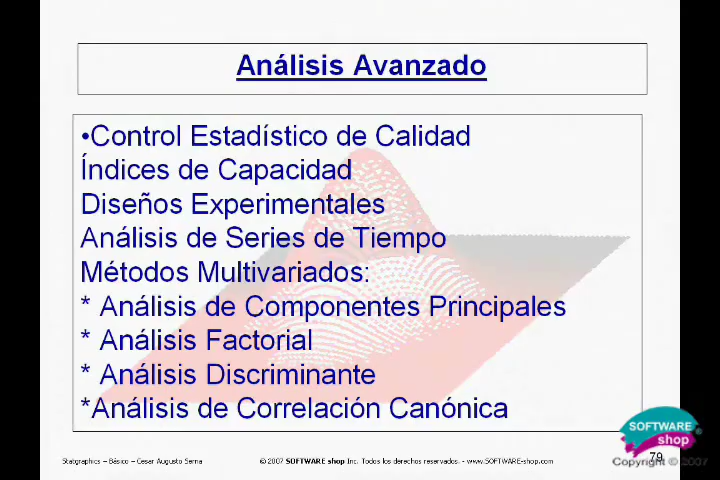 Análisis Avanzado
•Control Estadístico de Calidad
Índices de Capacidad
Diseños Experimentales
Análisis de Series de Tiempo
Métodos Multivariados:
* Análisis de Componentes Principales
* Análisis Factorial
* Análisis Discriminante
*Análisis de Correlación Canónica
SOFTWARE
shop
®
79
Statgraphics – Básico – Cesar Augusto Serna
© 2007 SOFTWARE shop Inc. Todos los derechos reservados. - www.SOFTWARE-shop.com
Copyright © 2007